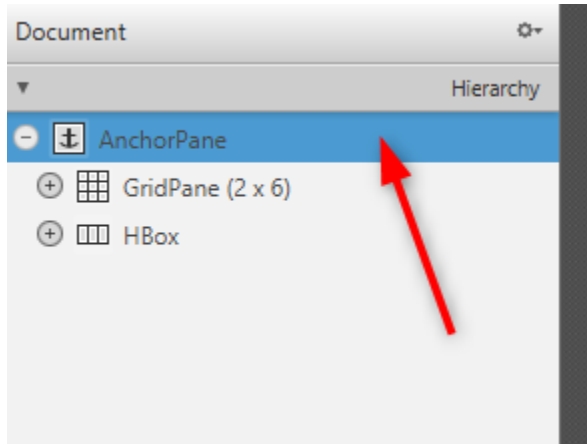 Document
Hierarchy
AnchorPane
GridPane (2 x 6)
HBox